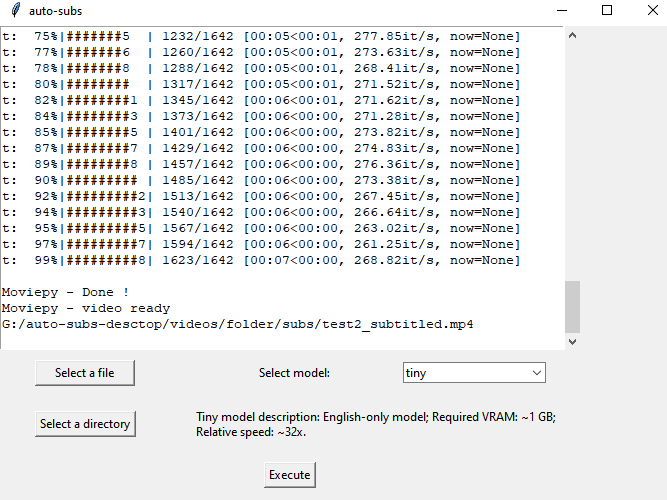 auto-subs
t:  75%|#######5  | 1232/1642 [00:05<00:01, 277.85it/s, now=None]
t:  77%|#######6  | 1260/1642 [00:05<00:01, 273.63it/s, now=None]
t:  78%|#######8  | 1288/1642 [00:05<00:01, 268.41it/s, now=None]
t:  80%|########  | 1317/1642 [00:05<00:01, 271.52it/s, now=None]
t:  82%|########1 | 1345/1642 [00:06<00:01, 271.62it/s, now=None]
t:  84%|########3 | 1373/1642 [00:06<00:00, 271.28it/s, now=None]
t:  85%|########5 | 1401/1642 [00:06<00:00, 273.82it/s, now=None]
t:  87%|########7 | 1429/1642 [00:06<00:00, 274.83it/s, now=None]
t:  89%|########8 | 1457/1642 [00:06<00:00, 276.36it/s, now=None]
t:  90%|######### | 1485/1642 [00:06<00:00, 273.38it/s, now=None]
t:  92%|#########2| 1513/1642 [00:06<00:00, 267.45it/s, now=None]
t:  94%|#########3| 1540/1642 [00:06<00:00, 266.64it/s, now=None]
t:  95%|#########5| 1567/1642 [00:06<00:00, 263.02it/s, now=None]
t:  97%|#########7| 1594/1642 [00:06<00:00, 261.25it/s, now=None]
t:  99%|#########8| 1623/1642 [00:07<00:00, 268.82it/s, now=None]
Moviepy - Done !
Moviepy - video ready
G:/auto-subs-desctop/videos/folder/subs/test2_subtitled.mp4
Select a file
Select model:
tiny
Select a directory
Tiny model description: English-only model; Required VRAM: ~1 GB;
Relative speed: ~32x.
Execute